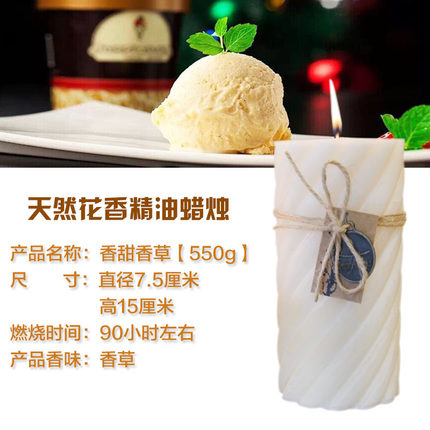 天然花香精油蜡烛
产品名称：香甜香草【550g】
尺 寸：直径7.5厘米
高15厘米
燃烧时间：90小时左右
产品香味：香草